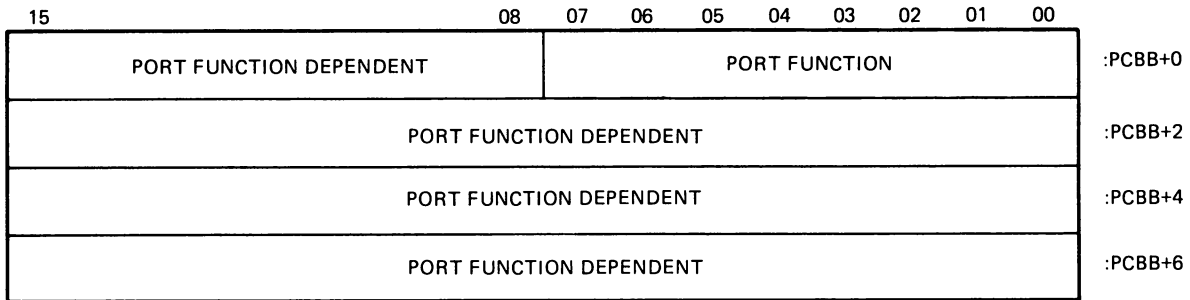 15 08 07 06 05 04 03 02 01 00
PORT FUNCTION DEPENDENT PORT FUNCTION :PCBB+0
PORT FUNCTION DEPENDENT :PCBB+2
PORT FUNCTION DEPENDENT :PCBB+4
PORT FUNCTION DEPENDENT :PCBB+6